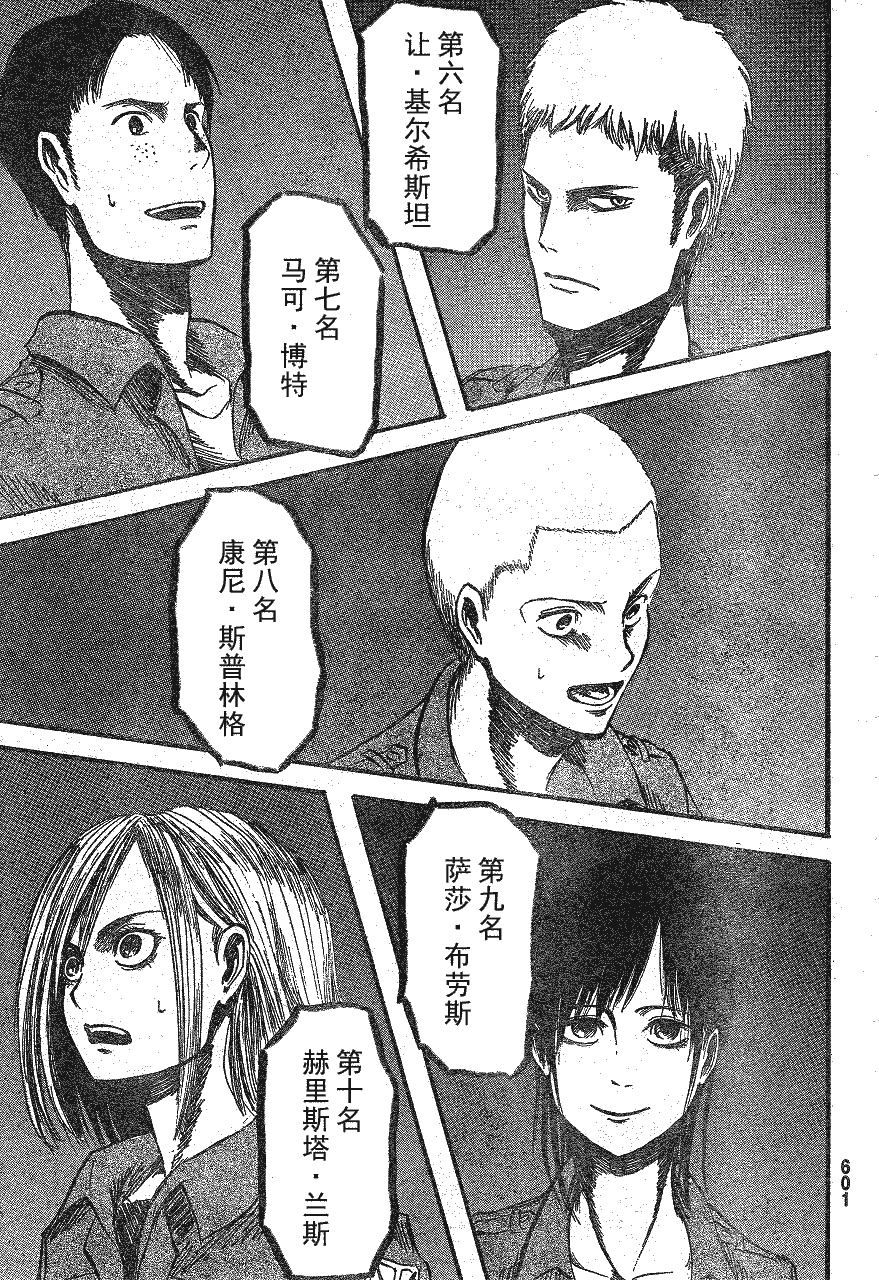 第六名
让·基尔希斯坦
第七名
马可·博特
第八名
康尼·斯普林格
第九名
萨莎·布劳斯
第十名
赫里斯塔·兰斯
601